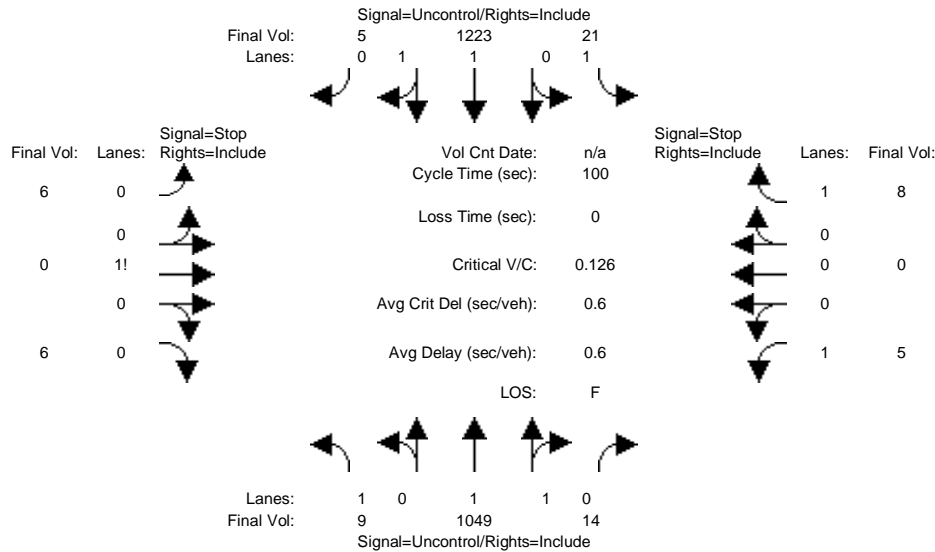 Signal=Uncontrol/Rights=Include
Final Vol: 5 1223 21
Lanes: 0 1 1 0 1
Signal=Stop Signal=Stop
Final Vol: Lanes: Rights=Include Vol Cnt Date: n/a Rights=Include Lanes: Final Vol:
Cycle Time (sec): 100
6 0 1 8
Loss Time (sec): 0
0 0
0 1! Critical V/C: 0.126 0 0
0 Avg Crit Del (sec/veh): 0.6 0
6 0 Avg Delay (sec/veh): 0.6 1 5
LOS: F
Lanes: 1 0 1 1 0
Final Vol: 9 1049 14
Signal=Uncontrol/Rights=Include